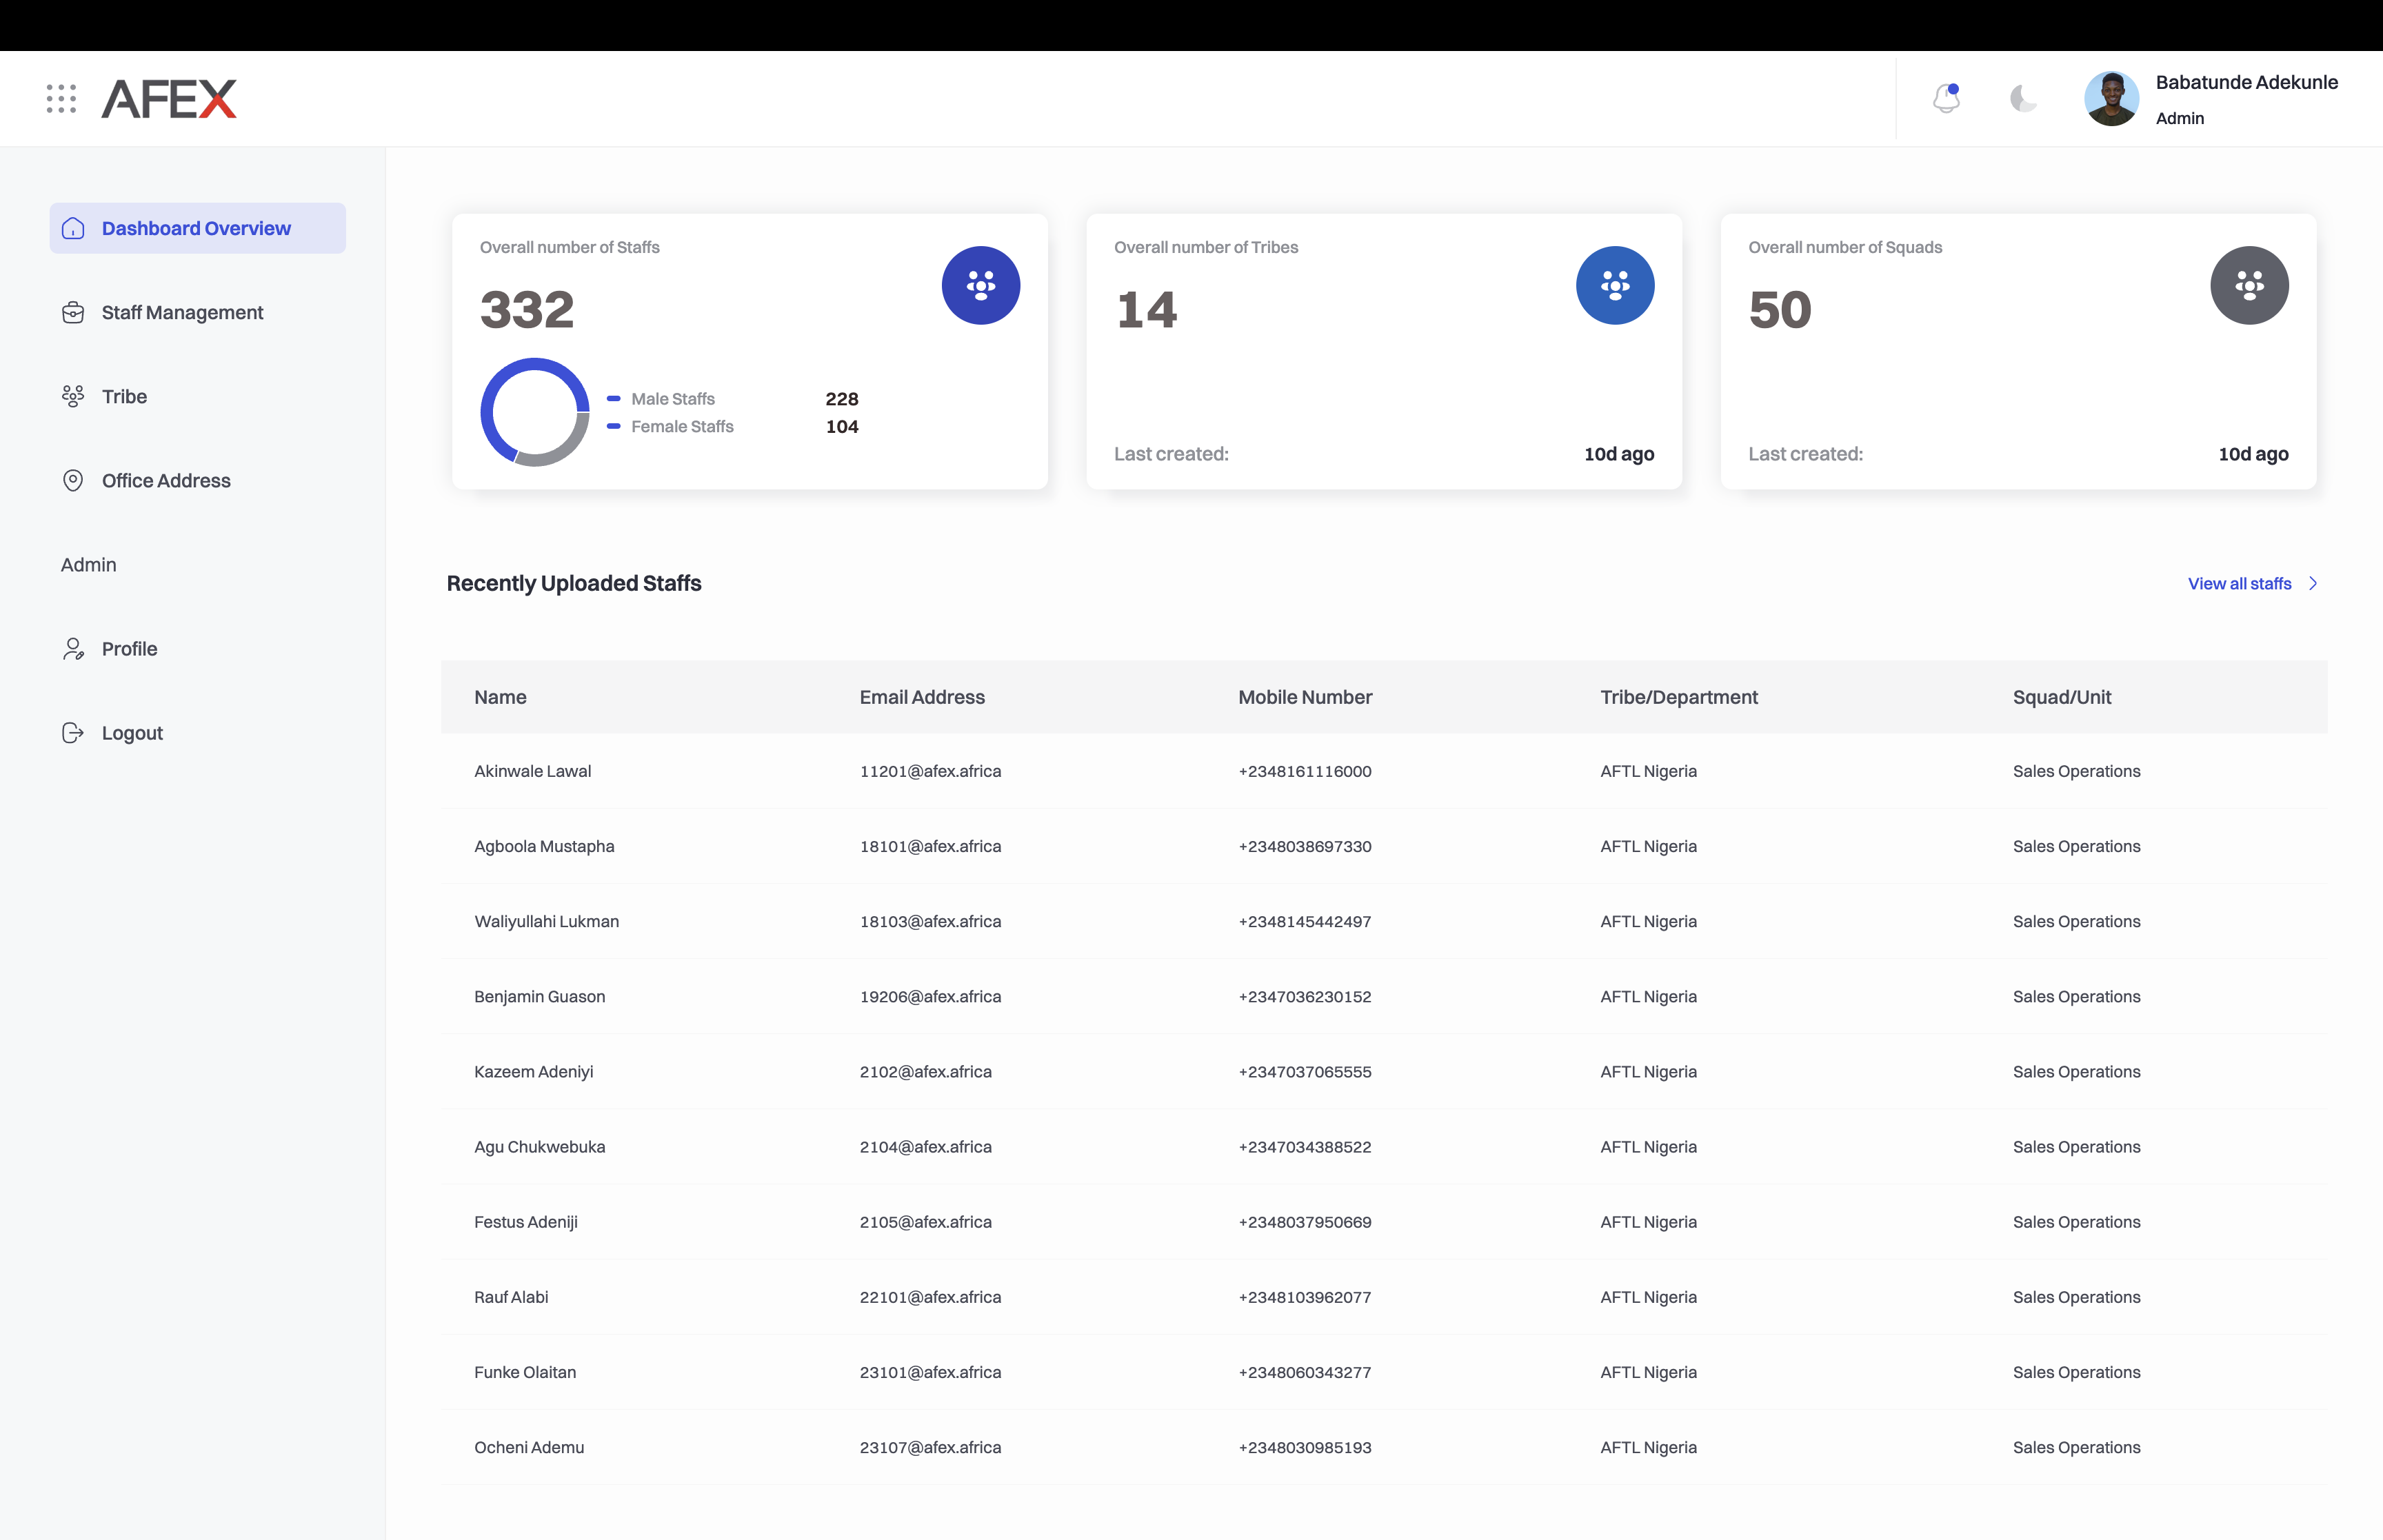 AFEX
Babatunde Adekunle
Admin
Dashboard Overview
Staff Management
Tribe
Office Address
Admin
Profile
Logout
Overall number of Staffs
332
Male Staffs 228
Female Staffs 104
Overall number of Tribes
14
Last created: 10d ago
Overall number of Squads
50
Last created: 10d ago
Recently Uploaded Staffs
View all staffs
Name Email Address Mobile Number Tribe/Department Squad/Unit
Akinwale Lawal 11201@afex.africa +2348161116000 AFTL Nigeria Sales Operations
Agboola Mustapha 18101@afex.africa +2348038697330 AFTL Nigeria Sales Operations
Waliyullahi Lukman 18103@afex.africa +2348145442497 AFTL Nigeria Sales Operations
Benjamin Guason 19206@afex.africa +2347036230152 AFTL Nigeria Sales Operations
Kazeem Adeniyi 2102@afex.africa +2347037065555 AFTL Nigeria Sales Operations
Agu Chukwebuka 2104@afex.africa +2347034388522 AFTL Nigeria Sales Operations
Festus Adeniji 2105@afex.africa +2348037950669 AFTL Nigeria Sales Operations
Rauf Alabi 22101@afex.africa +2348103962077 AFTL Nigeria Sales Operations
Funke Olaitan 23101@afex.africa +2348060343277 AFTL Nigeria Sales Operations
Ocheni Ademu 23107@afex.africa +2348030985193 AFTL Nigeria Sales Operations